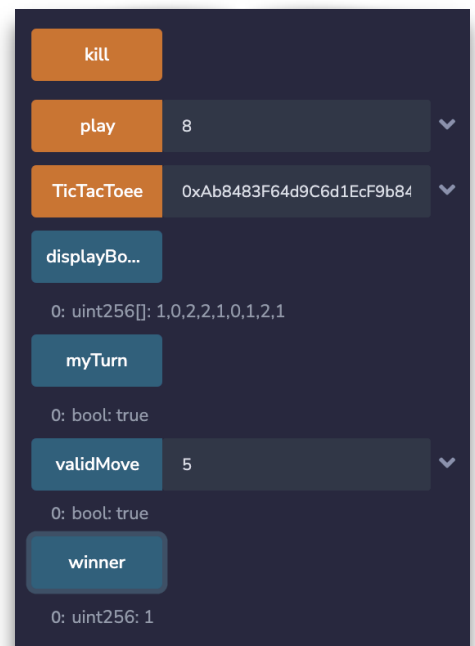 kill
play 8
TicTacToee 0xAb8483F64d9C6d1EcF9b84
displayBo...
0: uint256[]: 1,0,2,2,1,0,1,2,1
myTurn
0: bool: true
validMove 5
0: bool: true
winner
0: uint256: 1